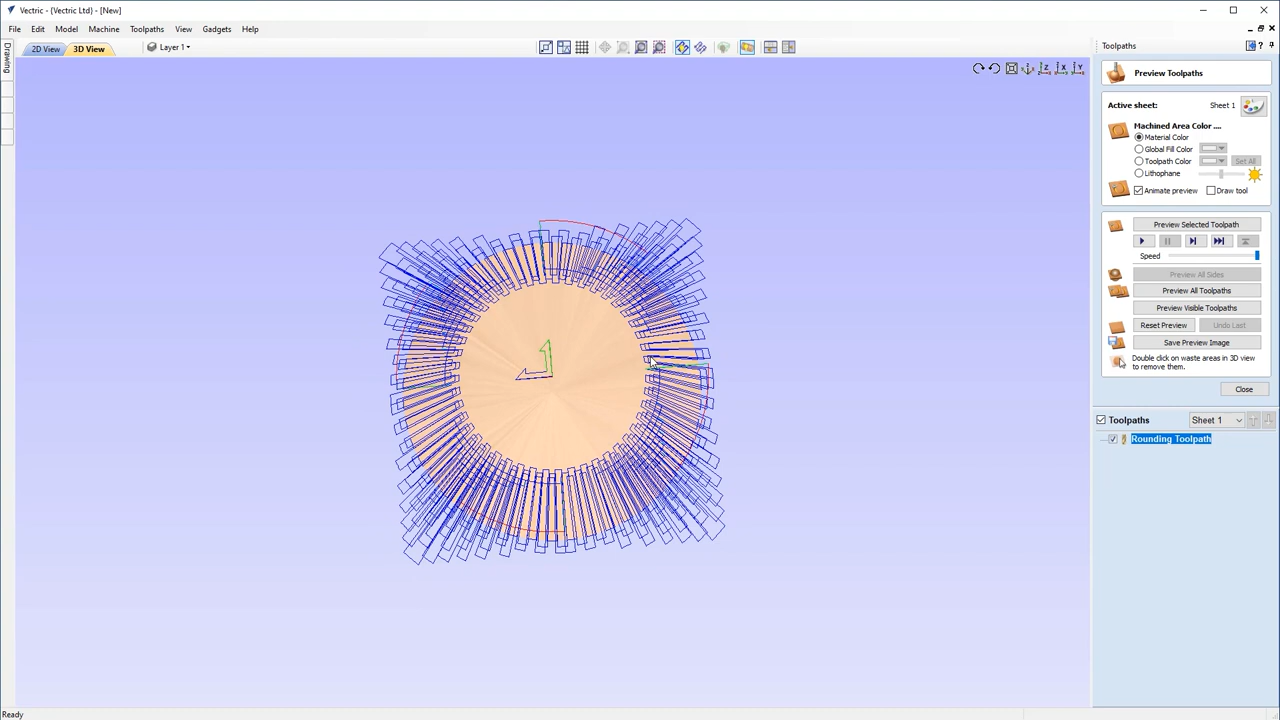 Vectric - {Vectric Ltd} - [New]
File Edit Model Machine Toolpaths View Gadgets Help
2D View 3D View Layer 1
Drawing
Toolpaths
Preview Toolpaths
Active sheet: Sheet 1
Machined Area Color ....
Material Color
Global Fill Color
Toolpath Color Set All
Lithophane
Animate preview Draw tool
Preview Selected Toolpath
Speed
Preview All Sides
Preview All Toolpaths
Preview Visible Toolpaths
Reset Preview Undo Last
Save Preview Image
Double click on waste areas in 3D view
to remove them.
Close
Toolpaths Sheet 1
Rounding Toolpath
Ready